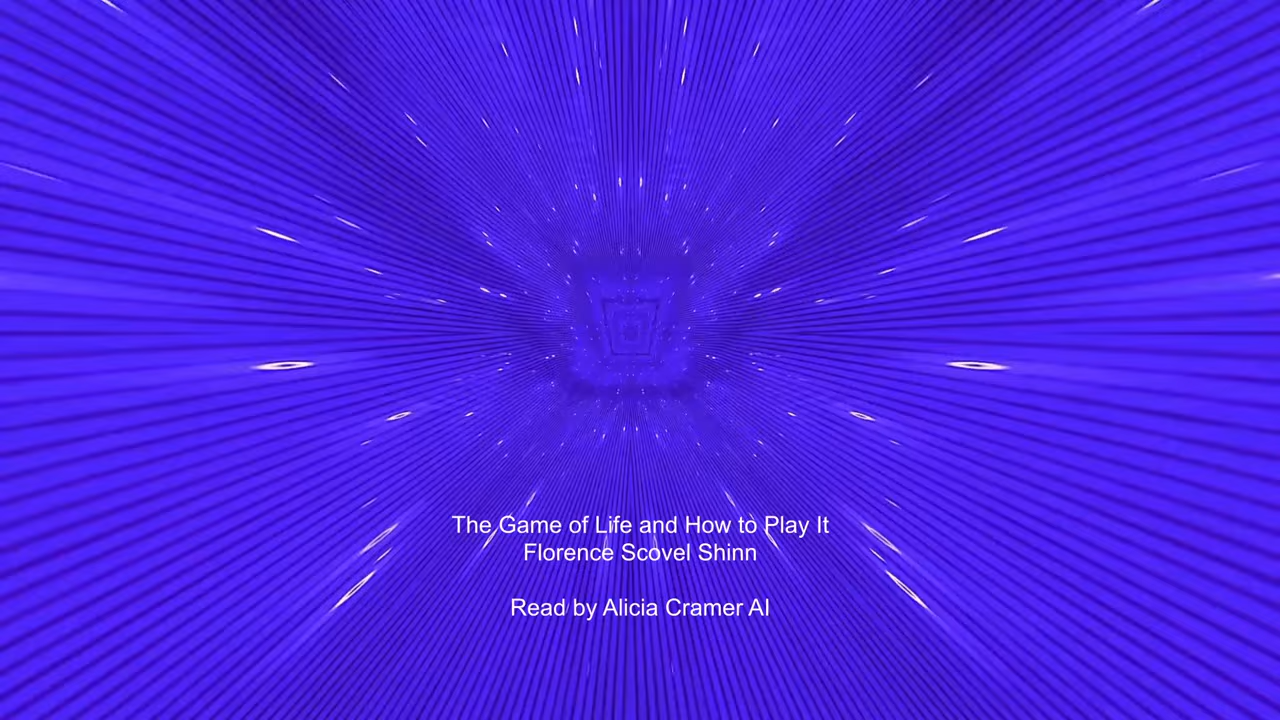 The Game of Life and How to Play It
Florence Scovel Shinn
Read by Alicia Cramer AI